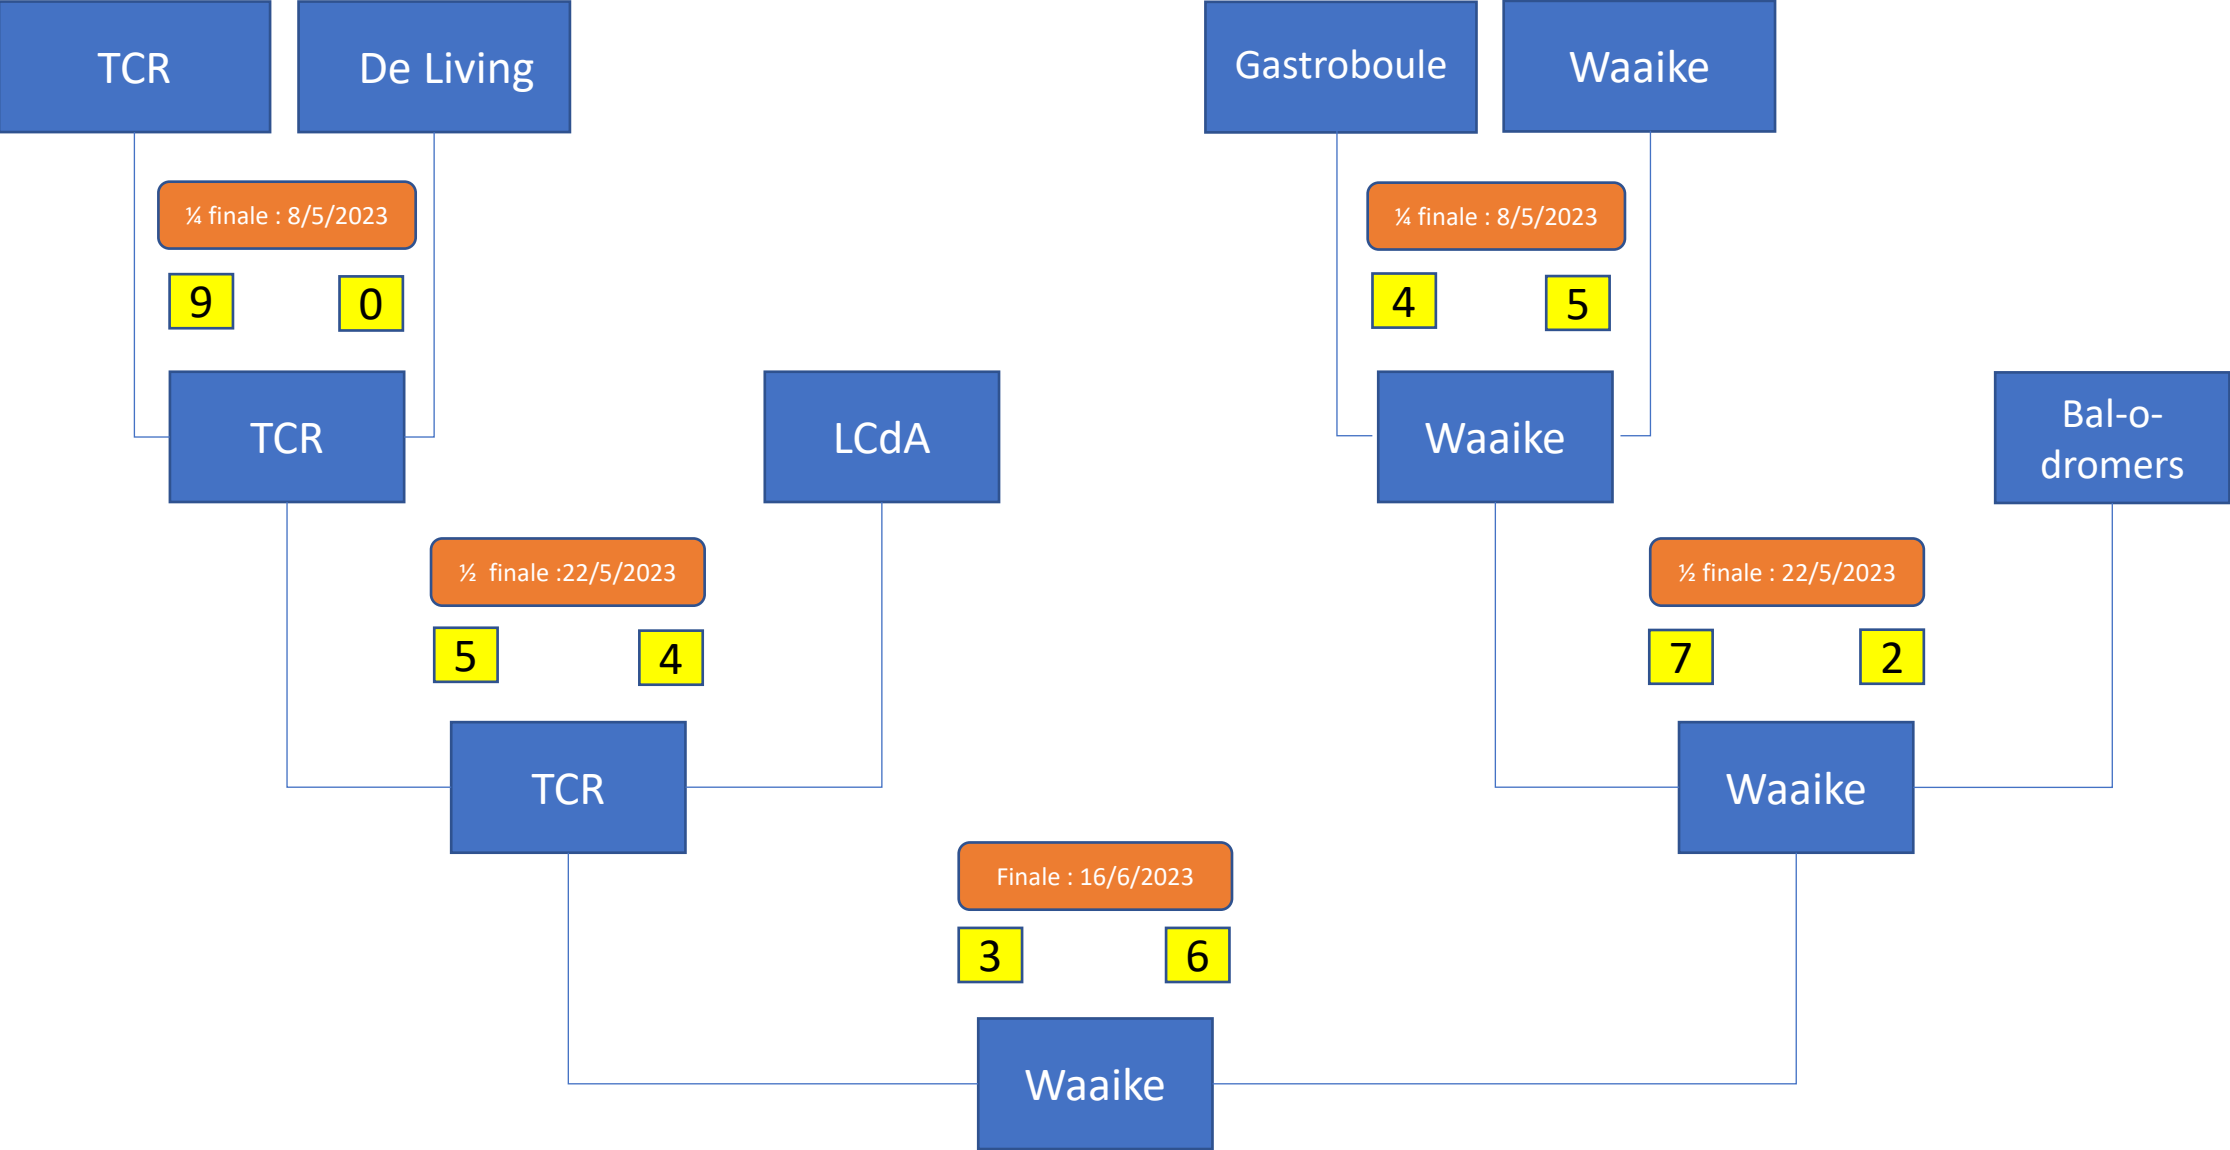 TCR
De Living
Gastroboule
Waaike
¼ finale : 8/5/2023
¼ finale : 8/5/2023
9
0
4
5
TCR
LCdA
Waaike
Bal-o-
dromers
½  finale :22/5/2023
½ finale : 22/5/2023
5
4
7
2
TCR
Waaike
Finale : 16/6/2023
3
6
Waaike